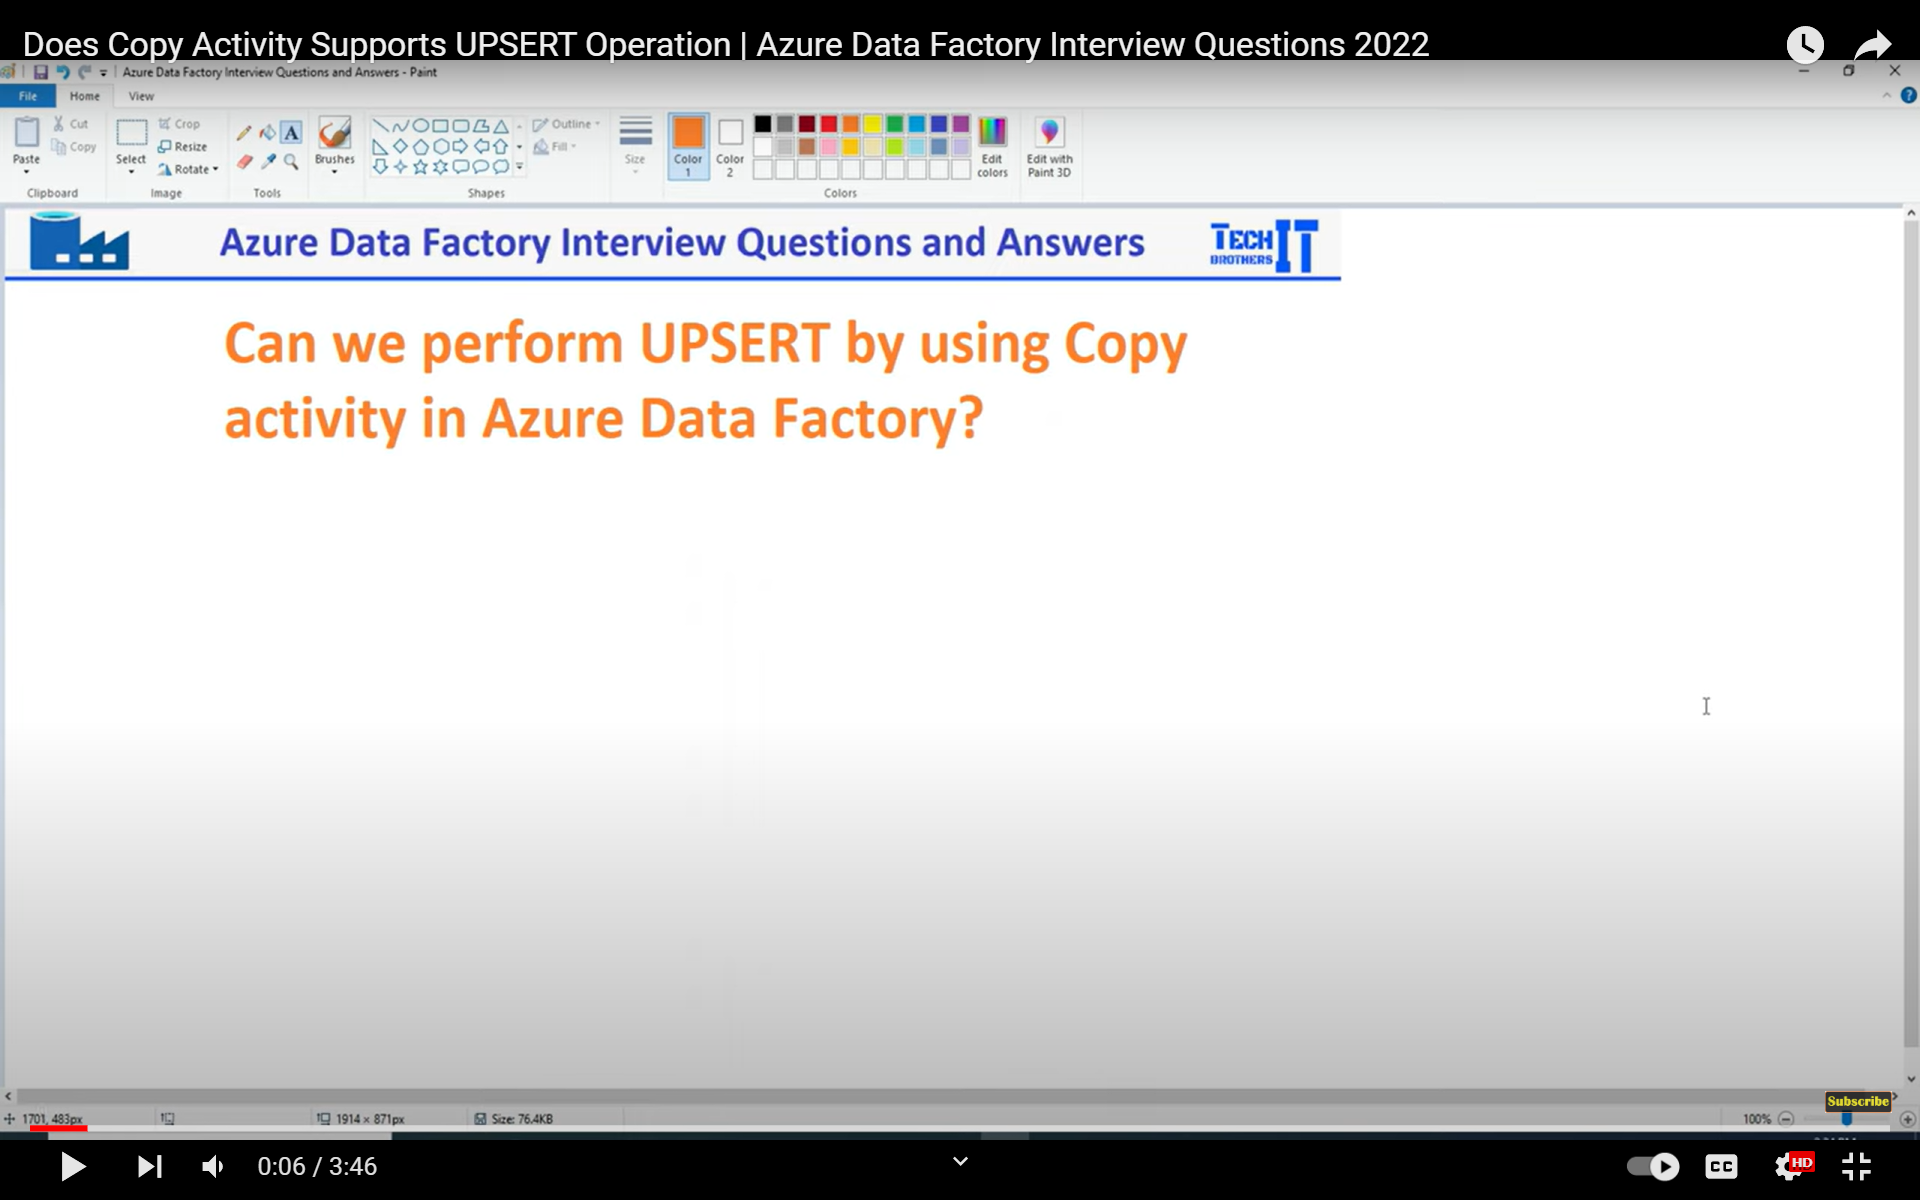 Does Copy Activity Supports UPSERT Operation | Azure Data Factory Interview Questions 2022
Azure Data Factory Interview Questions and Answers - Paint
File Home View
Cut
Copy
Paste
Clipboard
Crop
Resize
Rotate
Select
Image
A
Tools
Brushes
Outline
Fill
Shapes
Size
Color 1
Color 2
Edit colors
Colors
Edit with Paint 3D
Azure Data Factory Interview Questions and Answers
TECH BROTHERS IT
Can we perform UPSERT by using Copy
activity in Azure Data Factory?
Subscribe
1701, 483px
1914 × 871px
Size: 76.4KB
100%
0:06 / 3:46
CC
HD